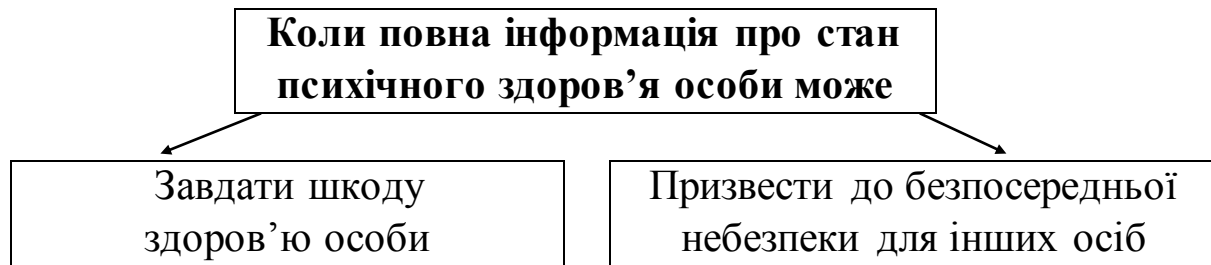 Коли повна інформація про стан
психічного здоров’я особи може
Завдати шкоду
здоров’ю особи
Призвести до безпосередньої
небезпеки для інших осіб